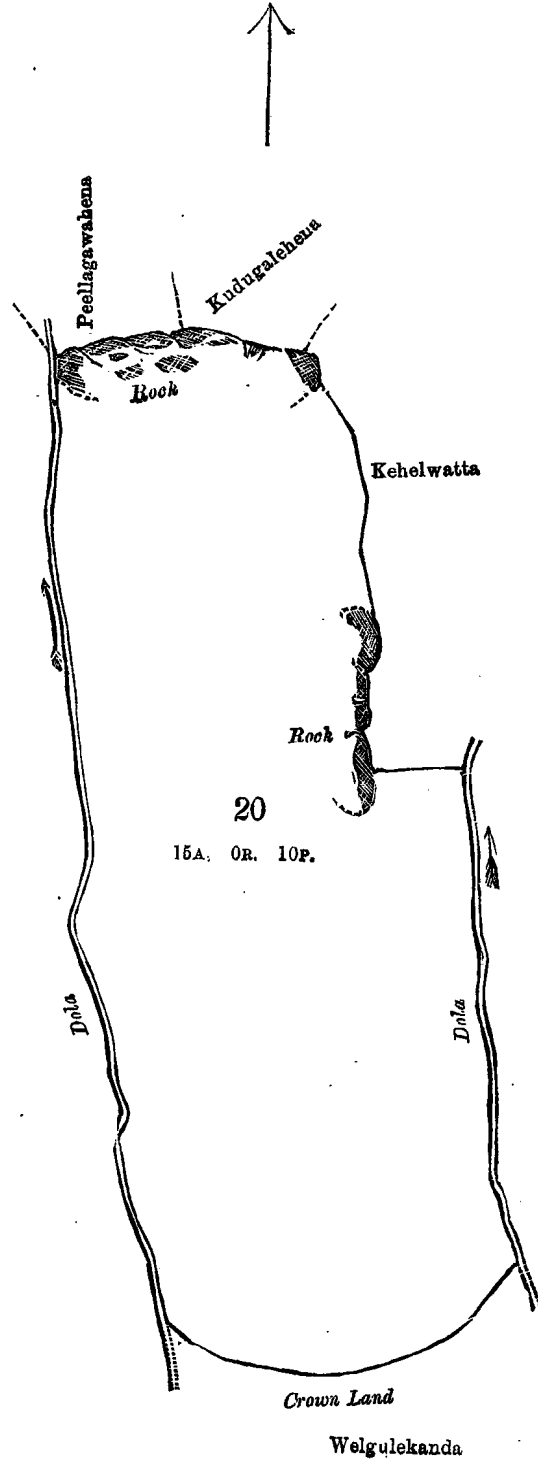 Peellagawahena
Kudugalehena
Rock
Kehelwatta
Rock
20
15A. 0R. 10P.
Dola
Dola
Crown Land
Welgulekanda